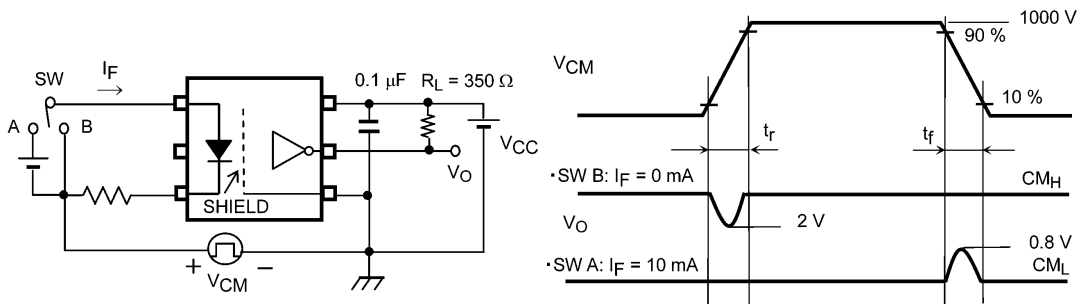 SW
I_F
A
B
SHIELD
0.1 μF
R_L = 350 Ω
V_CC
V_O
+
V_CM
−
V_CM
1000 V
90 %
10 %
t_r
t_f
·SW B: I_F = 0 mA
CM_H
V_O
2 V
0.8 V
·SW A: I_F = 10 mA
CM_L